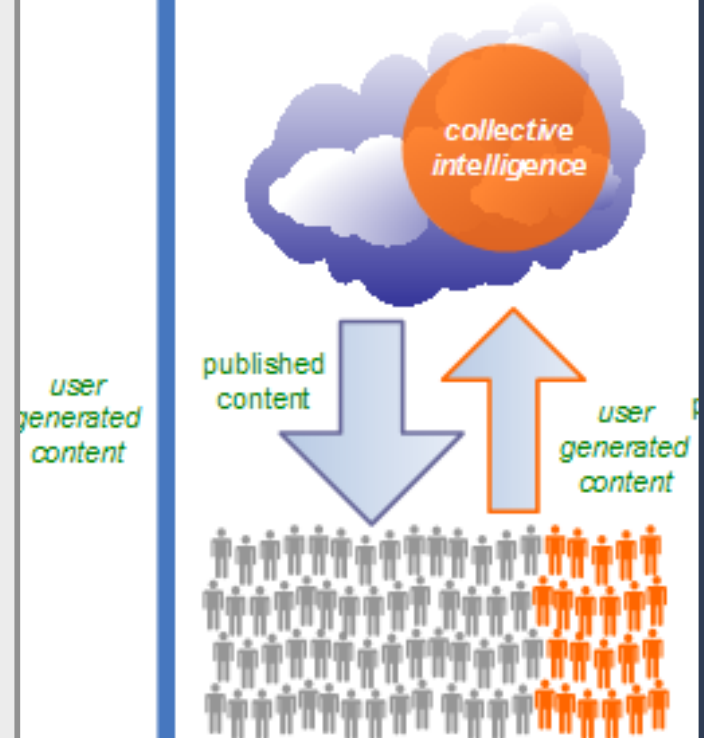 collective
intelligence
published
content
user
generated
content
user
generated
content